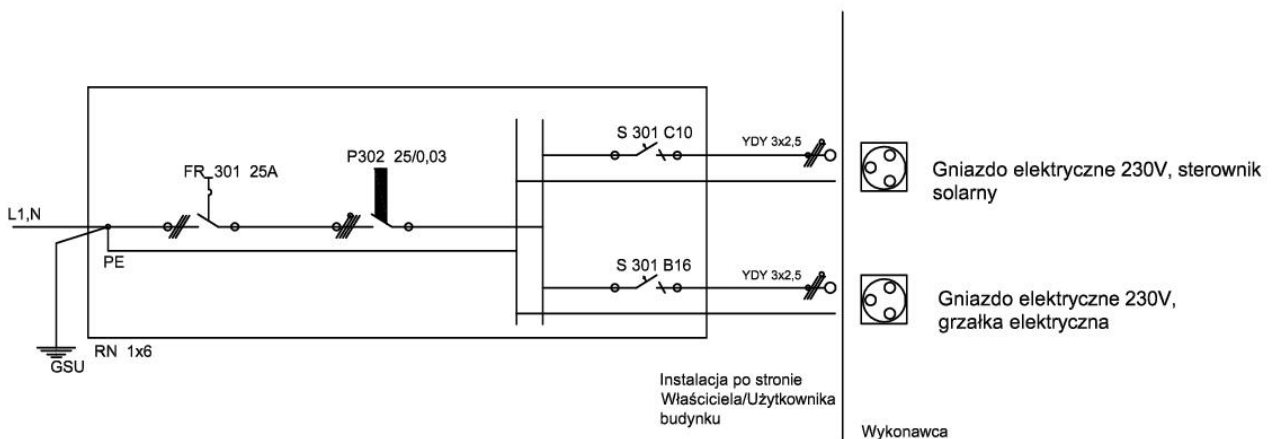 S 301 C10
YDY 3x2,5
P302 25/0,03
FR 301 25A
Gniazdo elektryczne 230V, sterownik
solarny
L1,N
PE
S 301 B16
YDY 3x2,5
Gniazdo elektryczne 230V,
grzałka elektryczna
RN 1x6
GSU
Instalacja po stronie
Właściciela/Użytkownika
budynku
Wykonawca